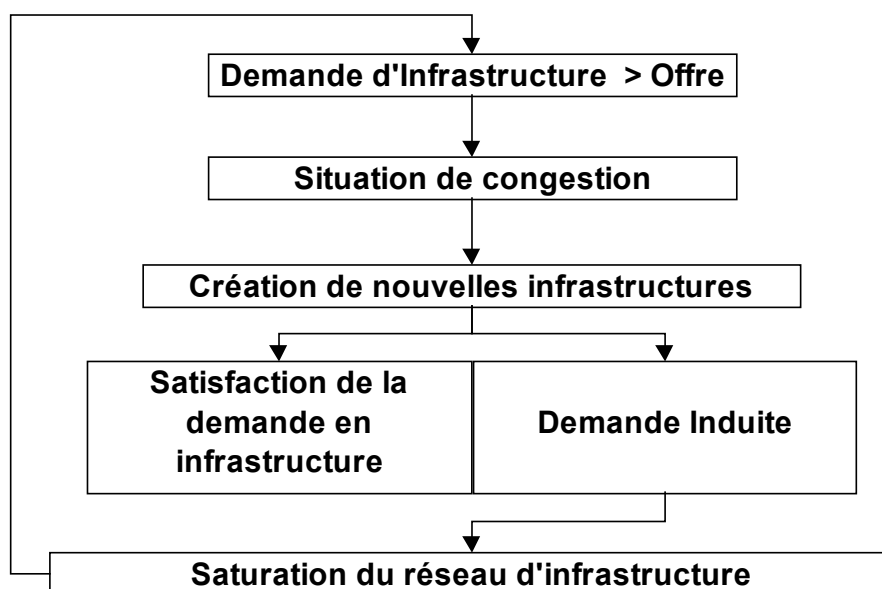 Demande d'Infrastructure > Offre
Situation de congestion
Création de nouvelles infrastructures
Satisfaction de la
demande en
infrastructure
Demande Induite
Saturation du réseau d'infrastructure